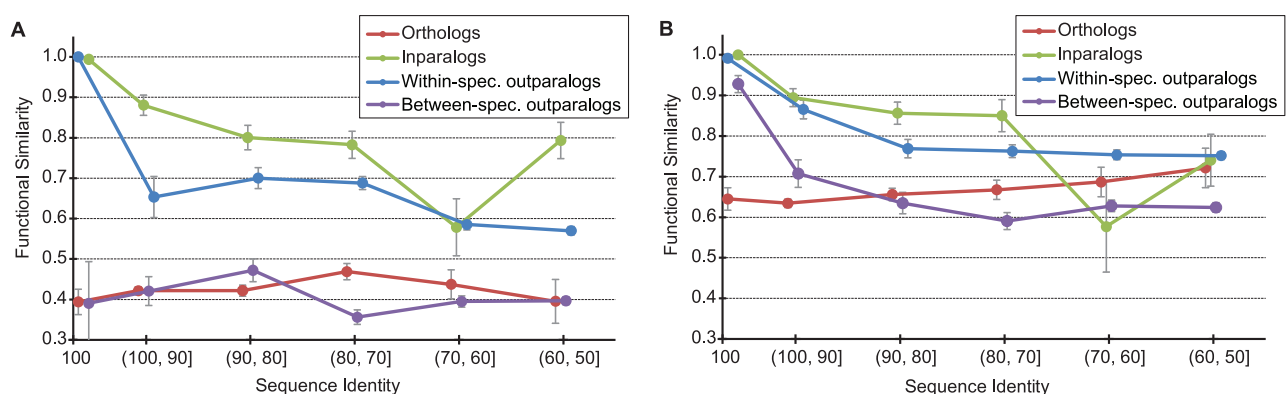 A
Orthologs
Inparalogs
Within-spec. outparalogs
Between-spec. outparalogs
Functional Similarity
1.0
0.9
0.8
0.7
0.6
0.5
0.4
0.3
100
(100, 90]
(90, 80]
(80, 70]
(70, 60]
(60, 50]
Sequence Identity
B
Orthologs
Inparalogs
Within-spec. outparalogs
Between-spec. outparalogs
Functional Similarity
1.0
0.9
0.8
0.7
0.6
0.5
0.4
0.3
100
(100, 90]
(90, 80]
(80, 70]
(70, 60]
(60, 50]
Sequence Identity